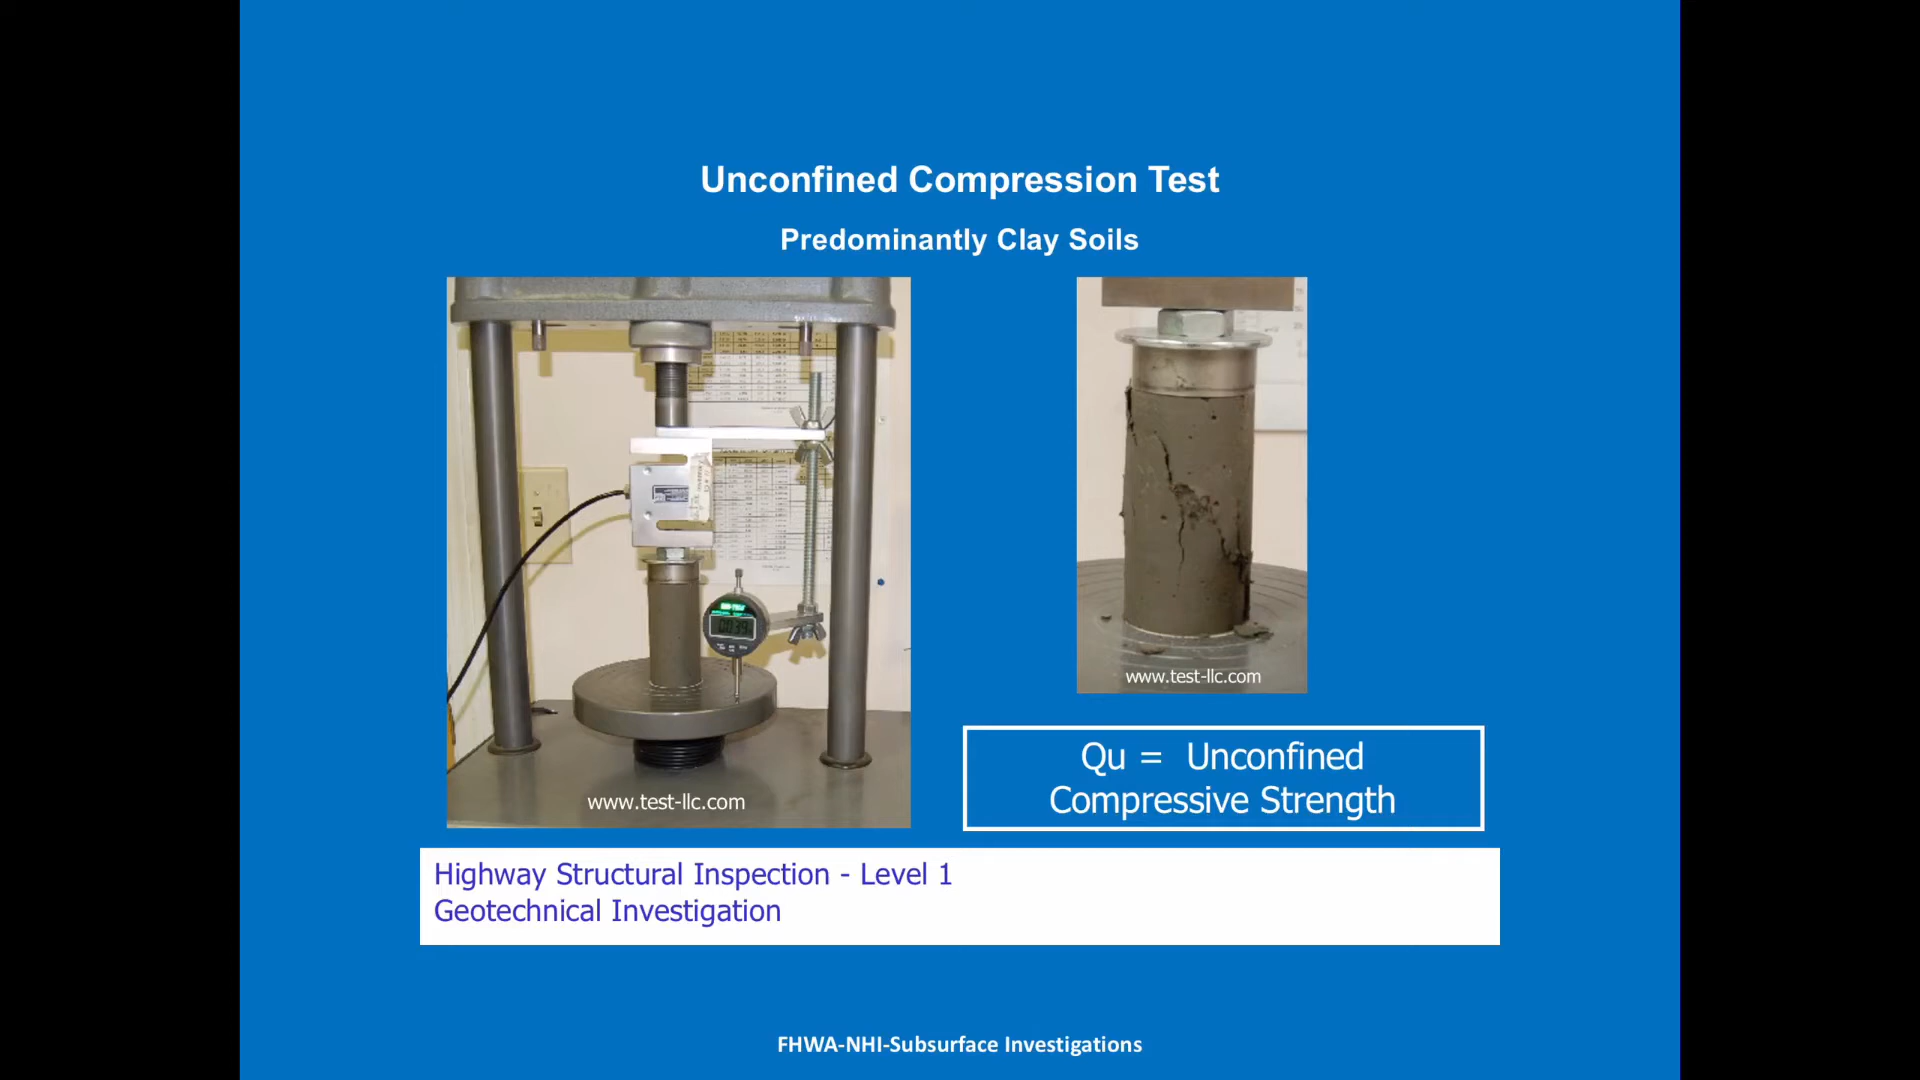 Unconfined Compression Test
Predominantly Clay Soils
www.test-llc.com
www.test-llc.com
Qu = Unconfined
Compressive Strength
Highway Structural Inspection - Level 1
Geotechnical Investigation
FHWA-NHI-Subsurface Investigations